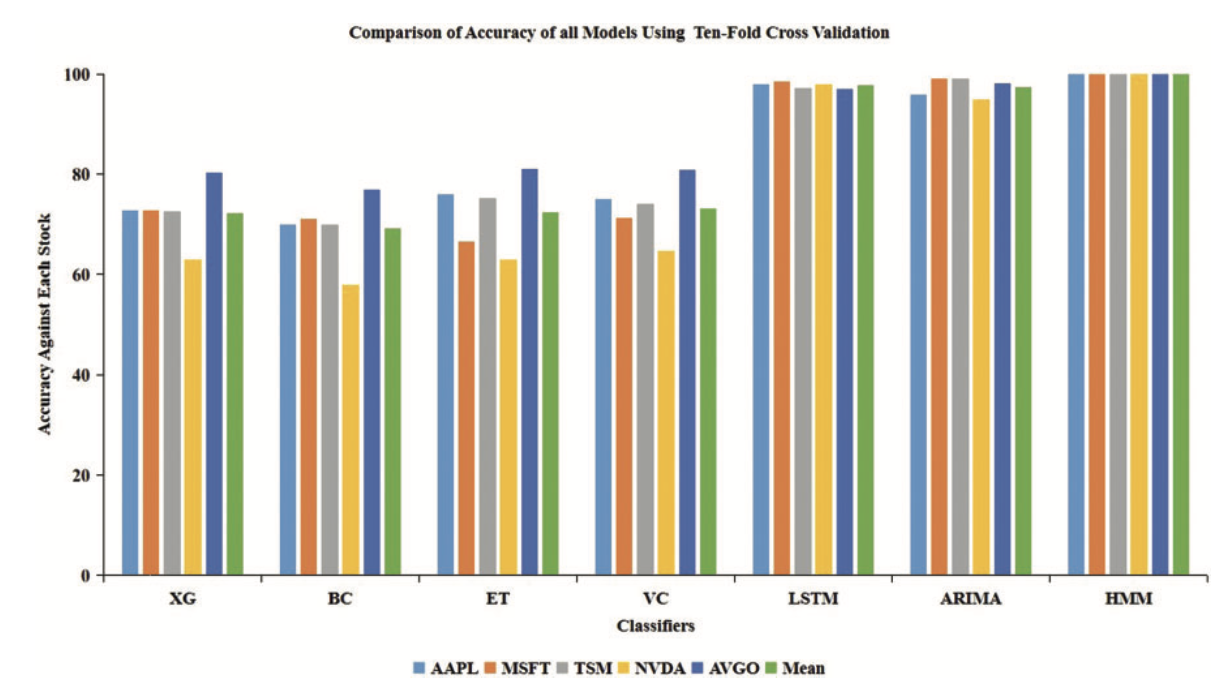 Comparison of Accuracy of all Models Using Ten-Fold Cross Validation
Accuracy Against Each Stock
100
80
60
40
20
0
XG BC ET VC LSTM ARIMA HMM
Classifiers
AAPL MSFT TSM NVDA AVGO Mean